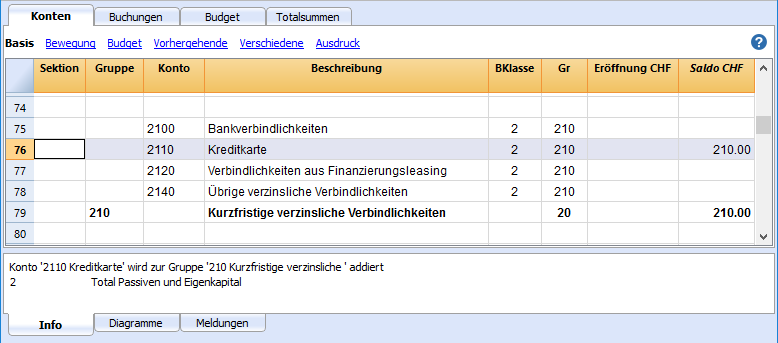 Konten Buchungen Budget Totalsummen
Basis Bewegung Budget Vorhergehende Verschiedene Ausdruck ?
Sektion Gruppe Konto Beschreibung BKlasse Gr Eröffnung CHF Saldo CHF
74
75 2100 Bankverbindlichkeiten 2 210
76 2110 Kreditkarte 2 210 210.00
77 2120 Verbindlichkeiten aus Finanzierungsleasing 2 210
78 2140 Übrige verzinsliche Verbindlichkeiten 2 210
79 210 Kurzfristige verzinsliche Verbindlichkeiten 20 210.00
80
Konto '2110 Kreditkarte' wird zur Gruppe '210 Kurzfristige verzinsliche ' addiert
2 Total Passiven und Eigenkapital
Info Diagramme Meldungen